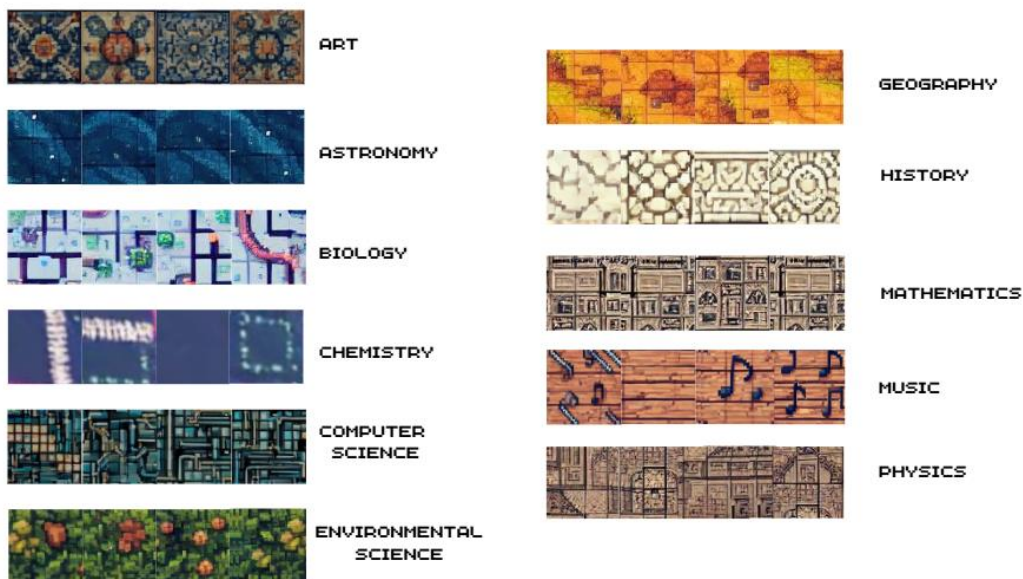 ART
ASTRONOMY
BIOLOGY
CHEMISTRY
COMPUTER
SCIENCE
ENVIRONMENTAL
SCIENCE
GEOGRAPHY
HISTORY
MATHEMATICS
MUSIC
PHYSICS